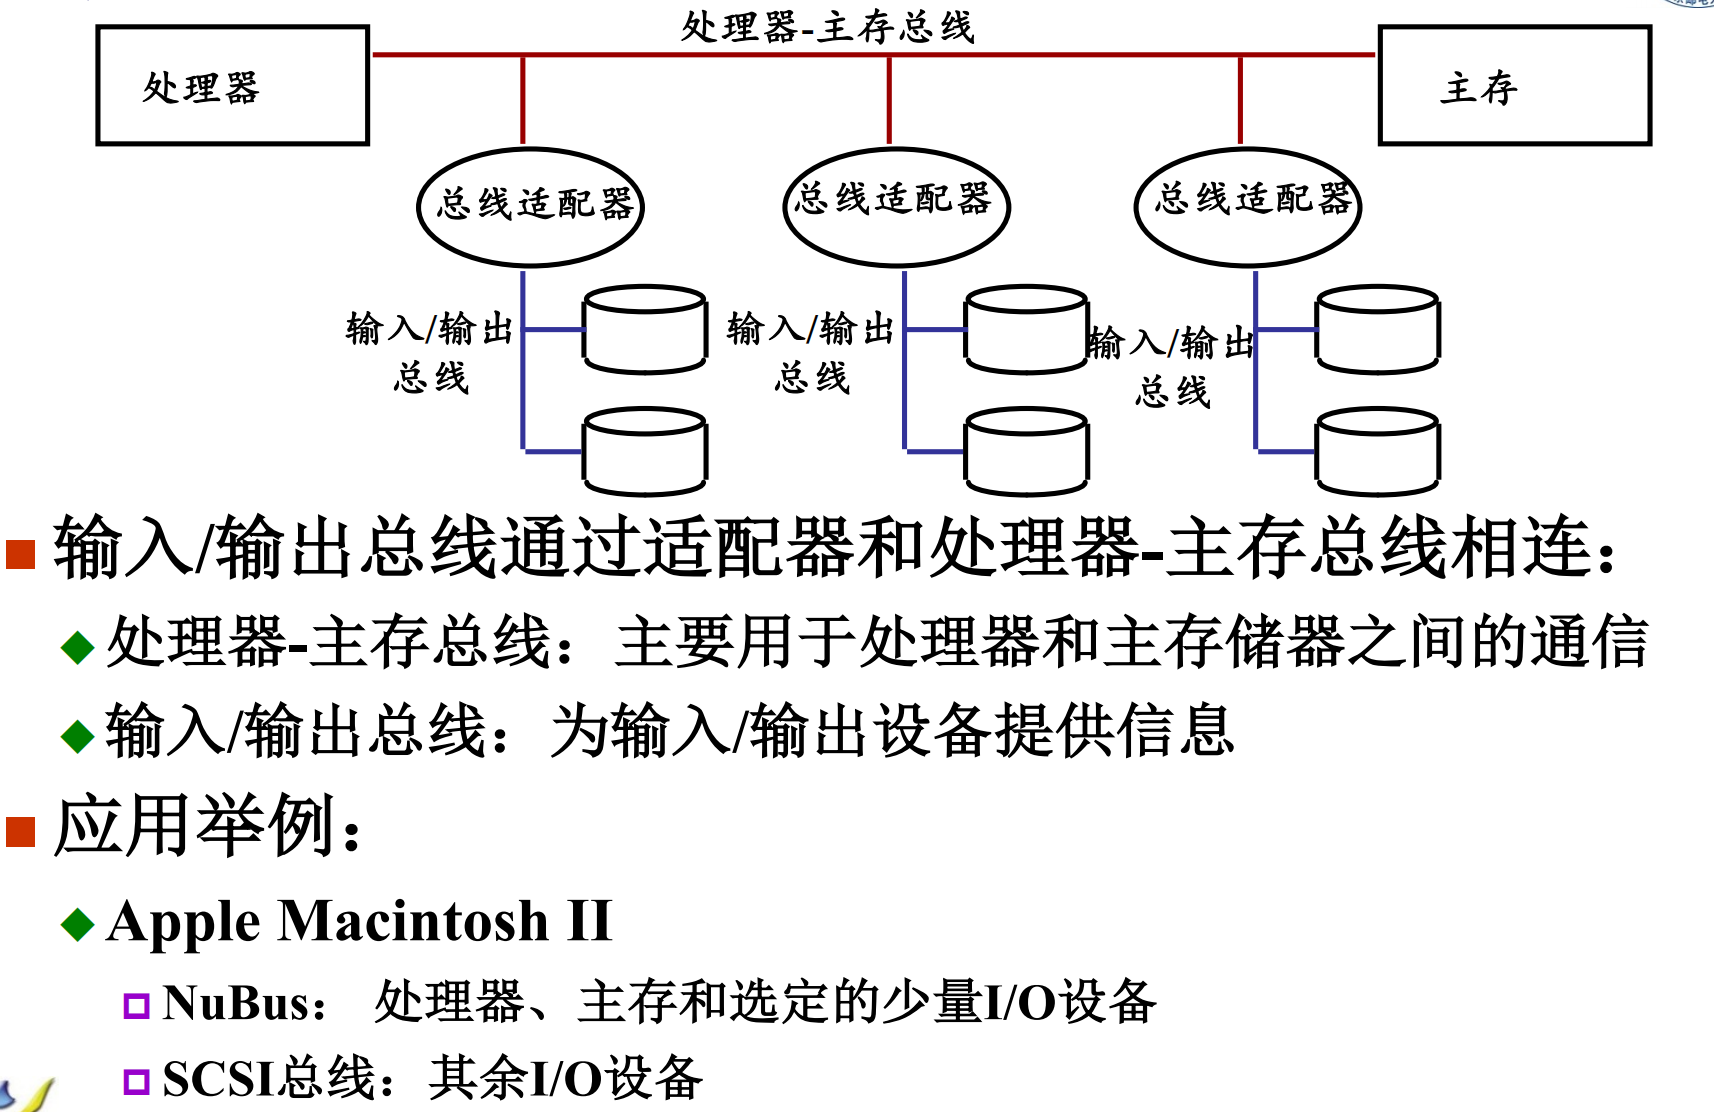 处理器-主存总线
处理器
主存
总线适配器
总线适配器
总线适配器
输入/输出
总线
输入/输出
总线
输入/输出
总线
输入/输出总线通过适配器和处理器-主存总线相连：
处理器-主存总线：主要用于处理器和主存储器之间的通信
输入/输出总线：为输入/输出设备提供信息
应用举例：
Apple Macintosh II
NuBus： 处理器、主存和选定的少量I/O设备
SCSI总线：其余I/O设备